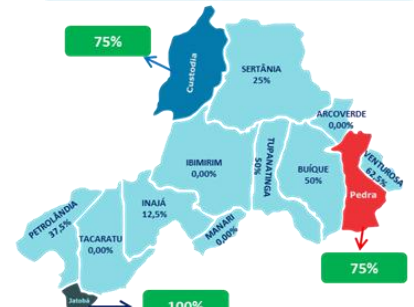 75%
Custodia
SERTÂNIA
25%
ARCOVERDE
0,00%
IBIMIRIM
0,00%
TUPANATINGA
50%
BUÍQUE
50%
VENTUROSA
62,5%
Pedra
INAJÁ
12,5%
MANARI
0,00%
PETROLÂNDIA
37,5%
TACARATU
0,00%
75%
Jatobá
100%